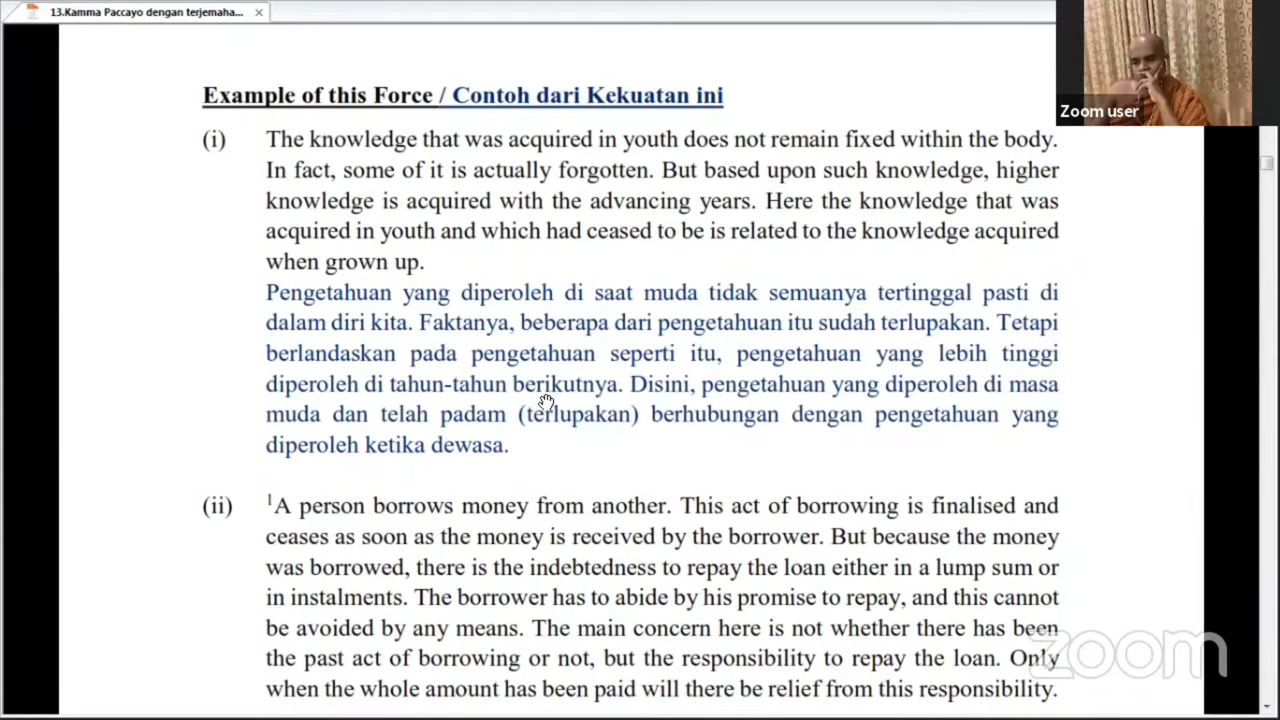 13.Kamma Paccayo dengan terjemaha...
Zoom user
Example of this Force / Contoh dari Kekuatan ini
(i) The knowledge that was acquired in youth does not remain fixed within the body.
In fact, some of it is actually forgotten. But based upon such knowledge, higher
knowledge is acquired with the advancing years. Here the knowledge that was
acquired in youth and which had ceased to be is related to the knowledge acquired
when grown up.
Pengetahuan yang diperoleh di saat muda tidak semuanya tertinggal pasti di
dalam diri kita. Faktanya, beberapa dari pengetahuan itu sudah terlupakan. Tetapi
berlandaskan pada pengetahuan seperti itu, pengetahuan yang lebih tinggi
diperoleh di tahun-tahun berikutnya. Disini, pengetahuan yang diperoleh di masa
muda dan telah padam (terlupakan) berhubungan dengan pengetahuan yang
diperoleh ketika dewasa.
(ii) ¹A person borrows money from another. This act of borrowing is finalised and
ceases as soon as the money is received by the borrower. But because the money
was borrowed, there is the indebtedness to repay the loan either in a lump sum or
in instalments. The borrower has to abide by his promise to repay, and this cannot
be avoided by any means. The main concern here is not whether there has been
the past act of borrowing or not, but the responsibility to repay the loan. Only
when the whole amount has been paid will there be relief from this responsibility.
zoom